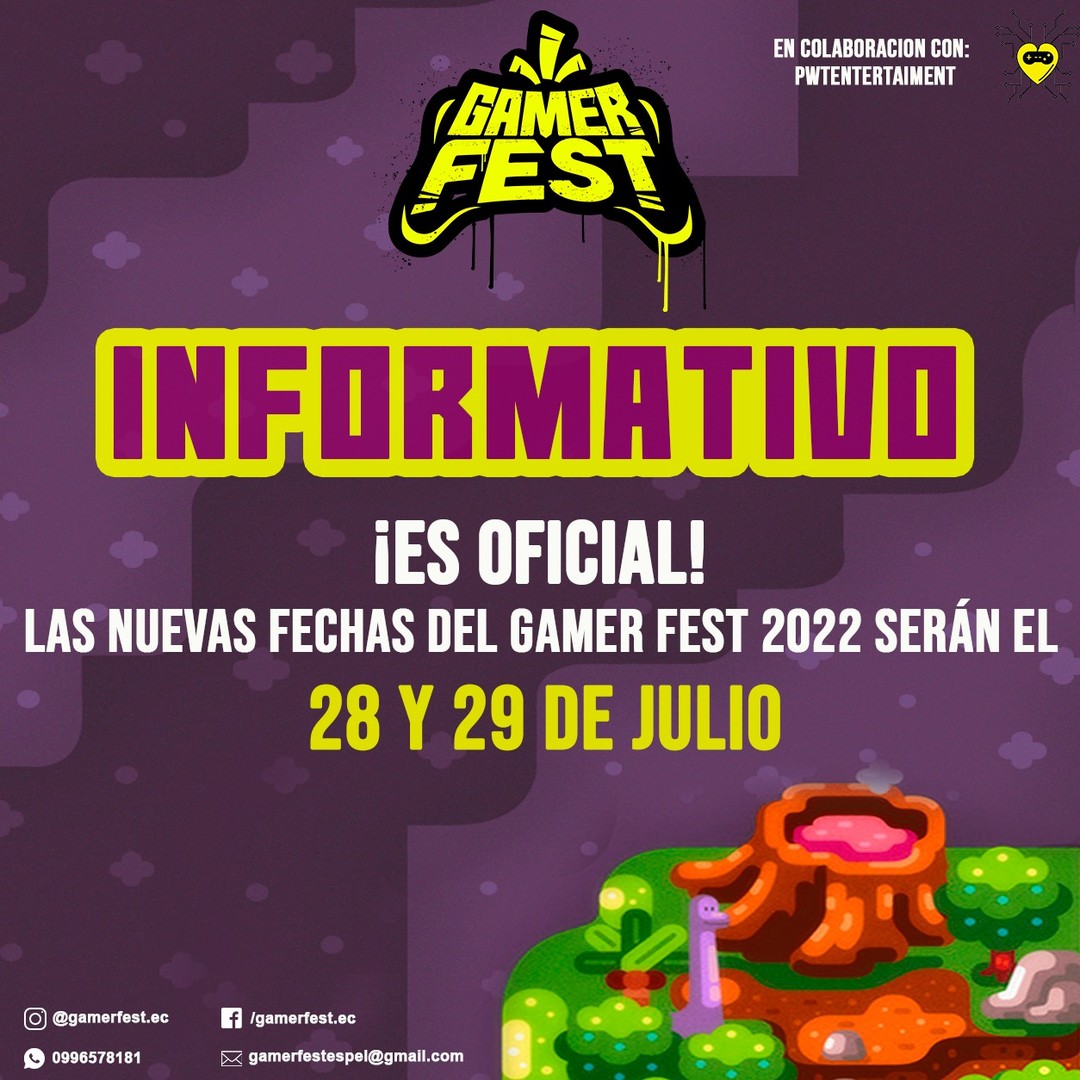 GAMER
FEST
EN COLABORACION CON:
PWTENTERTAIMENT
INFORMATIVO
¡ES OFICIAL!
LAS NUEVAS FECHAS DEL GAMER FEST 2022 SERÁN EL
28 Y 29 DE JULIO
@gamerfest.ec
/gamerfest.ec
0996578181
gamerfestespel@gmail.com